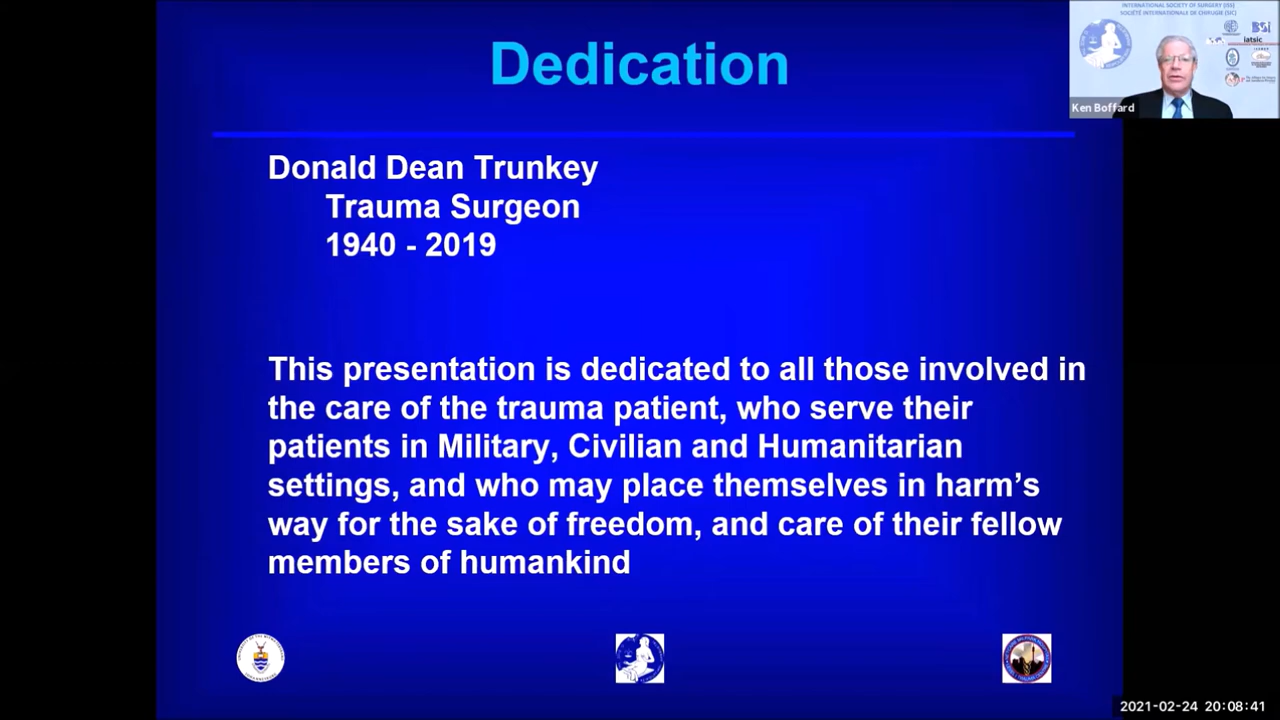 Dedication
INTERNATIONAL SOCIETY OF SURGERY (ISS)
SOCIÉTÉ INTERNATIONALE DE CHIRUGIE (SIC)
iatsic
Ken Boffard
Donald Dean Trunkey
Trauma Surgeon
1940 - 2019
This presentation is dedicated to all those involved in
the care of the trauma patient, who serve their
patients in Military, Civilian and Humanitarian
settings, and who may place themselves in harm’s
way for the sake of freedom, and care of their fellow
members of humankind
2021-02-24 20:08:41